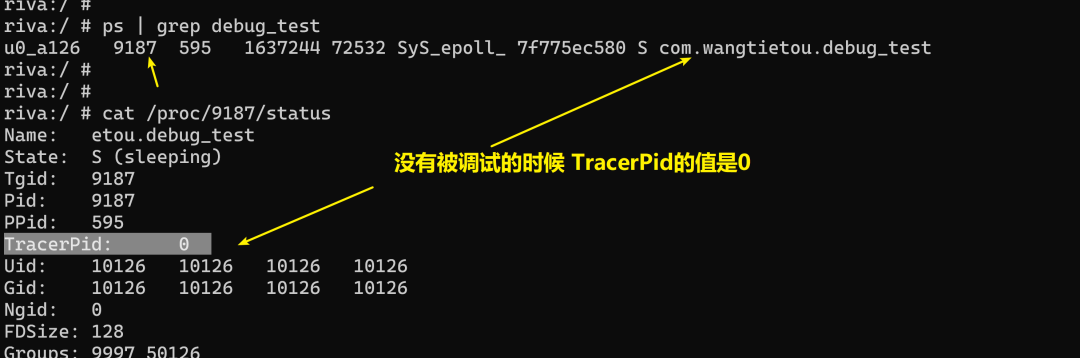 riva:/ #
riva:/ # ps | grep debug_test
u0_a126   9187  595   1637244 72532 SyS_epoll_ 7f775ec580 S com.wangtietou.debug_test
riva:/ #
riva:/ #
riva:/ # cat /proc/9187/status
Name:   etou.debug_test
State:  S (sleeping)
没有被调试的时候 TracerPid的值是0
Tgid:   9187
Pid:    9187
PPid:   595
TracerPid:      0
Uid:    10126   10126   10126   10126
Gid:    10126   10126   10126   10126
Ngid:   0
FDSize: 128
Groups: 9997 50126